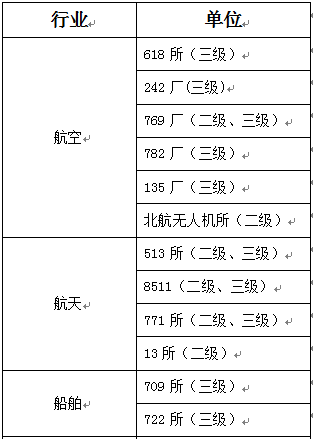 行业 单位
航空
618 所（三级）
242 厂(三级)
769 厂（二级、三级）
782 厂（三级）
135 厂（三级）
北航无人机所（二级）
航天
513 所（二级、三级）
8511（二级、三级）
771 所（二级、三级）
13 所（二级）
船舶
709 所（三级）
722 所（三级）